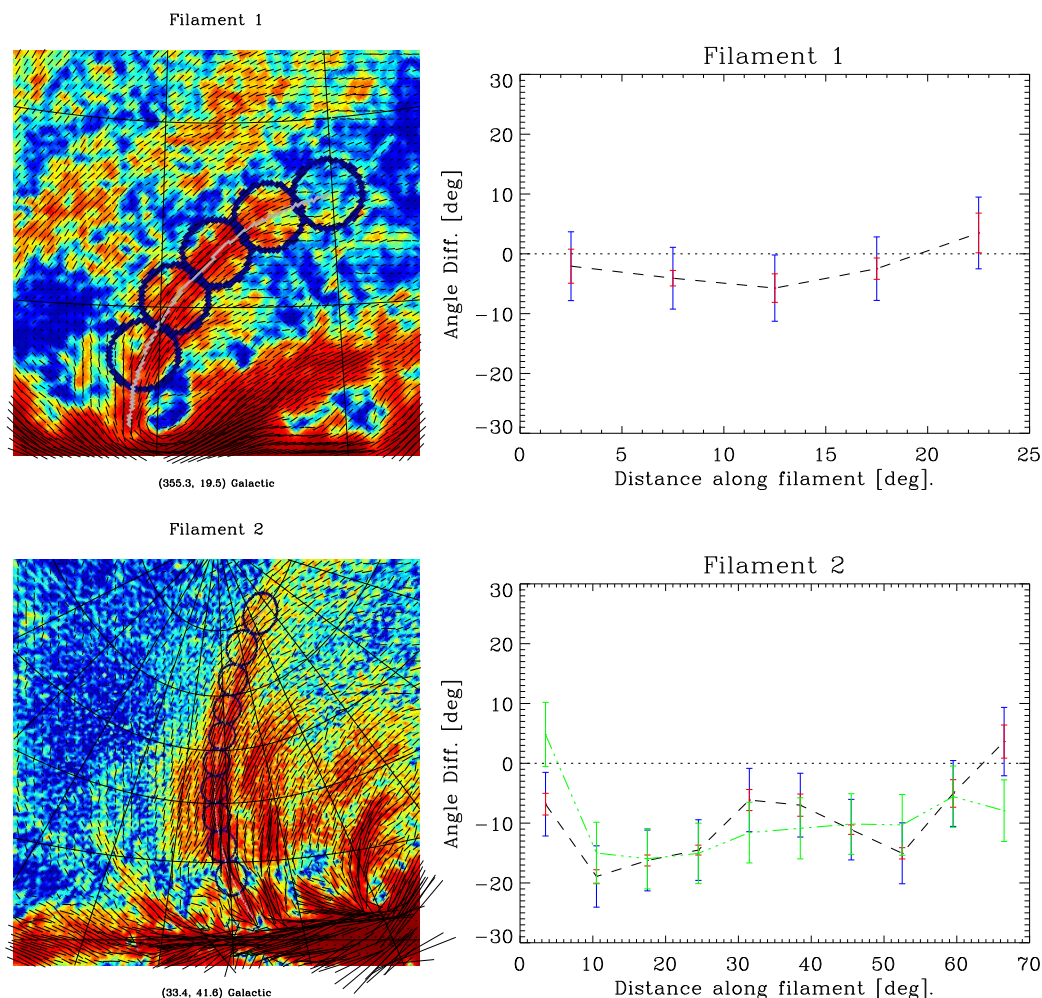 Filament 1
Filament 1
30
20
10
0
−10
−20
−30
Angle Diff. [deg]
0 5 10 15 20 25
Distance along filament [deg].
(355.3, 19.5) Galactic
Filament 2
Filament 2
30
20
10
0
−10
−20
−30
Angle Diff. [deg]
0 10 20 30 40 50 60 70
Distance along filament [deg].
(33.4, 41.6) Galactic